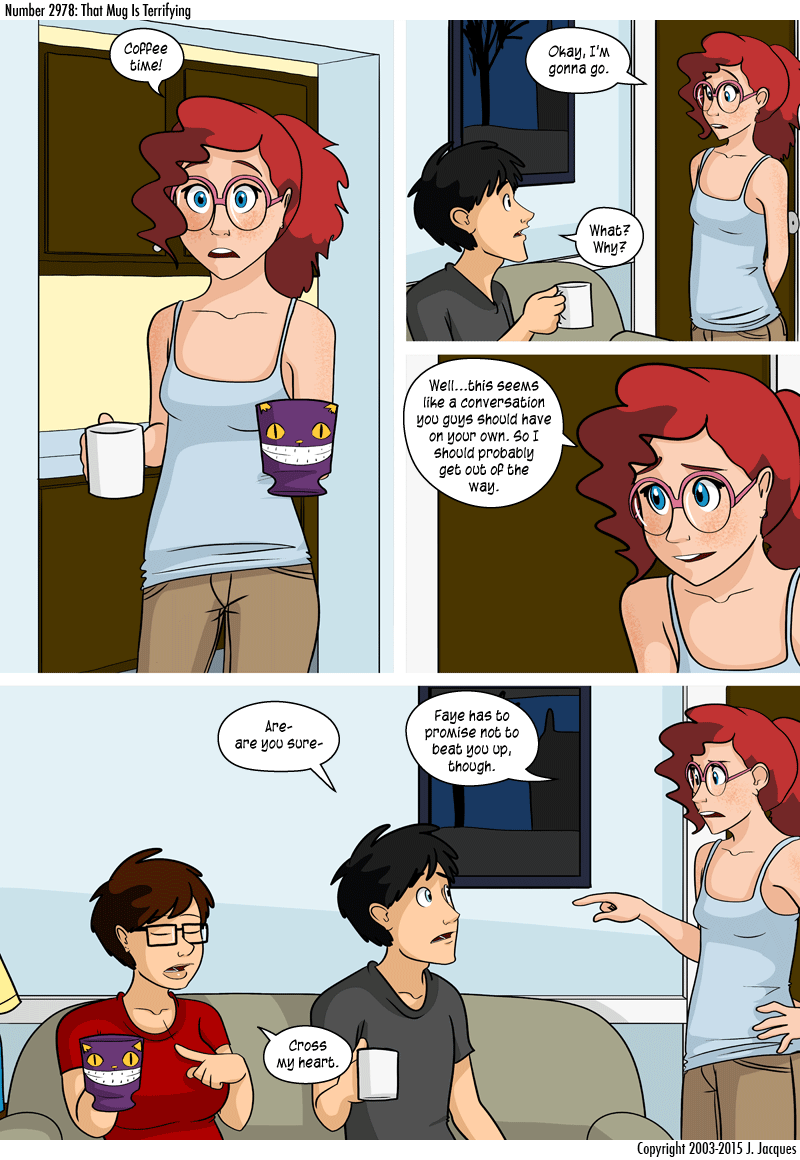 Number 2978: That Mug Is Terrifying
Coffee
time!
Okay, I'm
gonna go.
What?
Why?
Well...this seems
like a conversation
you guys should have
on your own. So I
should probably
get out of the
way.
Are-
are you sure-
Faye has to
promise not to
beat you up,
though.
Cross
my heart.
Copyright 2003-2015 J. Jacques